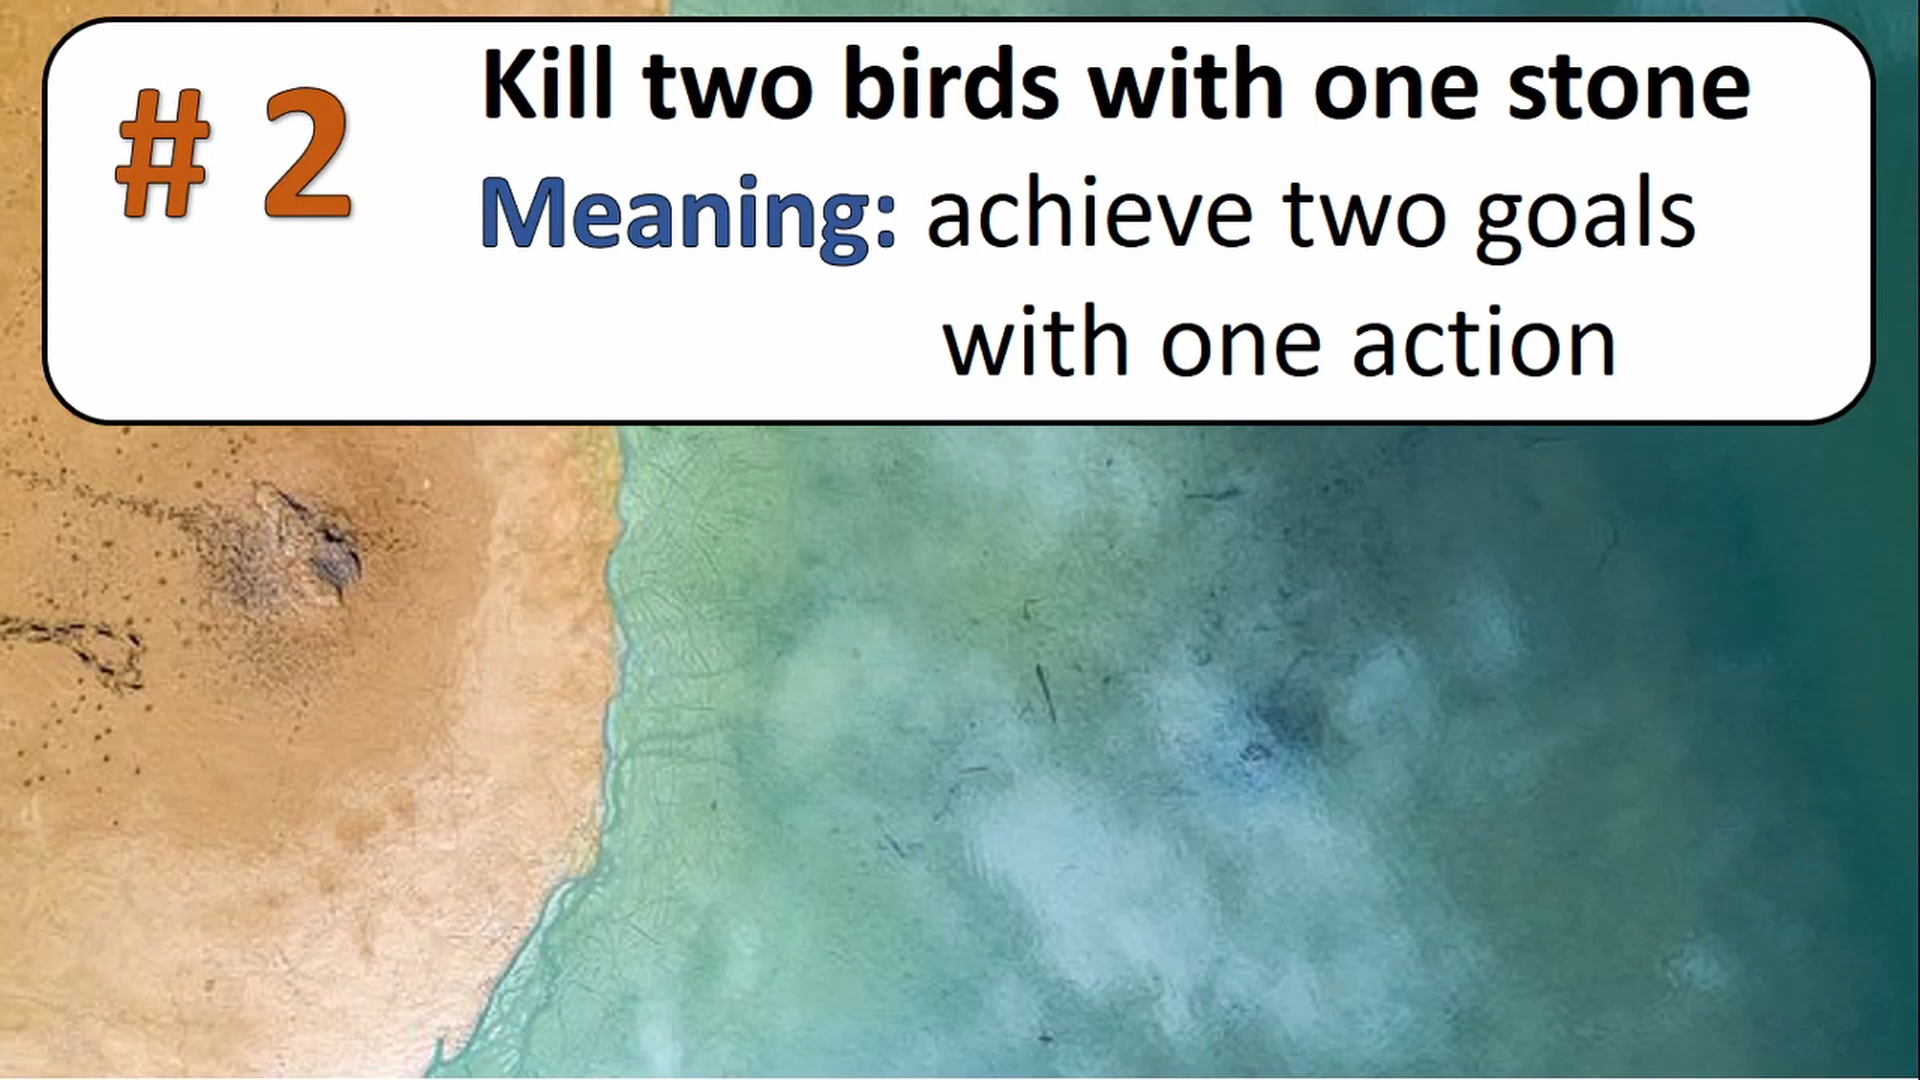 # 2
Kill two birds with one stone
Meaning: achieve two goals
with one action